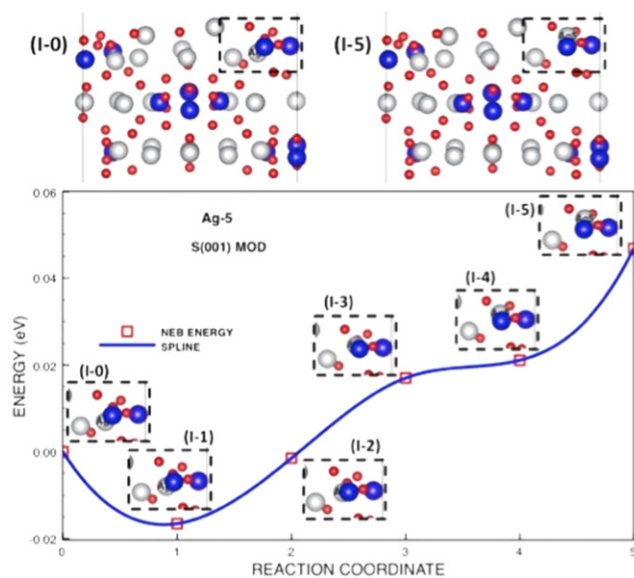 (I-0)
(I-5)
Ag-5
S(001) MOD
NEB ENERGY
SPLINE
(I-0)
(I-1)
(I-2)
(I-3)
(I-4)
(I-5)
ENERGY (eV)
0.06
0.04
0.02
0.00
-0.02
0
1
2
3
4
5
REACTION COORDINATE